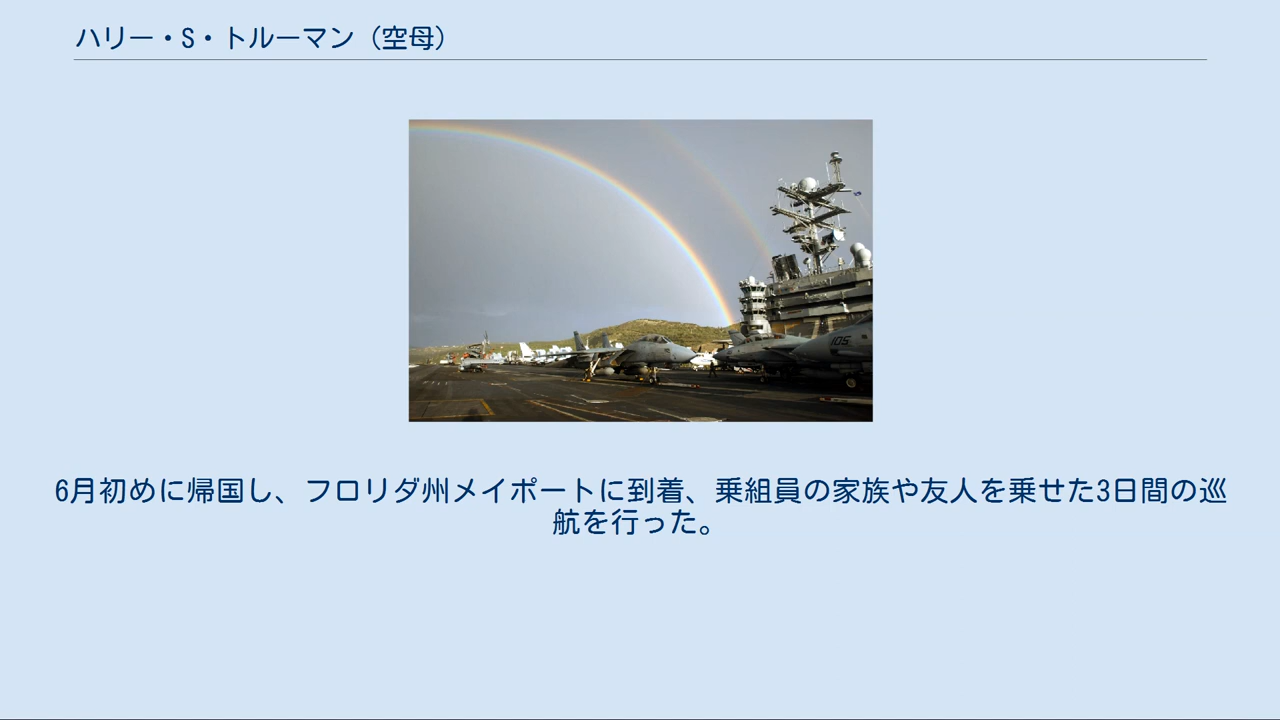 ハリー・S・トルーマン（空母）
105
6月初めに帰国し、フロリダ州メイポートに到着、乗組員の家族や友人を乗せた3日間の巡
航を行った。